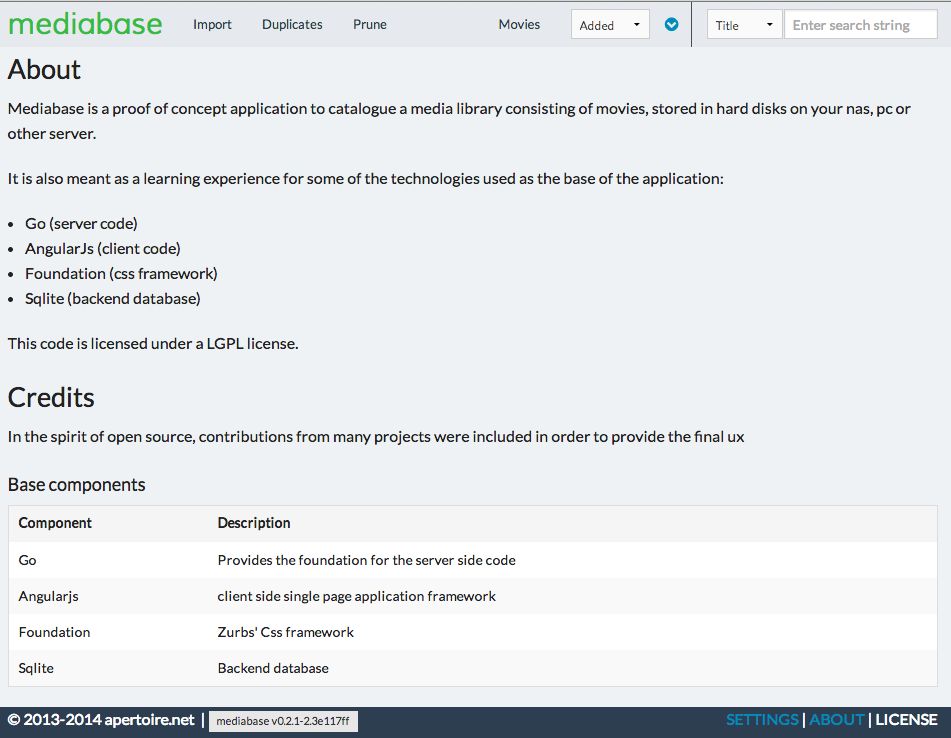 mediabase Import Duplicates Prune Movies Added Title Enter search string
About
Mediabase is a proof of concept application to catalogue a media library consisting of movies, stored in hard disks on your nas, pc or
other server.
It is also meant as a learning experience for some of the technologies used as the base of the application:
• Go (server code)
• AngularJs (client code)
• Foundation (css framework)
• Sqlite (backend database)
This code is licensed under a LGPL license.
Credits
In the spirit of open source, contributions from many projects were included in order to provide the final ux
Base components
Component Description
Go Provides the foundation for the server side code
Angularjs client side single page application framework
Foundation Zurbs' Css framework
Sqlite Backend database
© 2013-2014 apertoire.net | mediabase v0.2.1-2.3e117ff SETTINGS | ABOUT | LICENSE